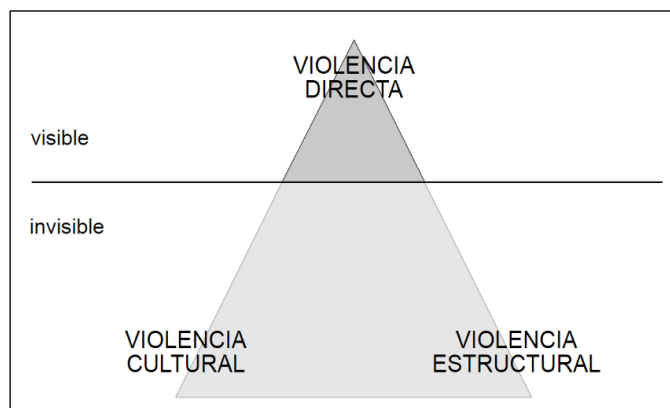 VIOLENCIA
DIRECTA
visible
invisible
VIOLENCIA
CULTURAL
VIOLENCIA
ESTRUCTURAL